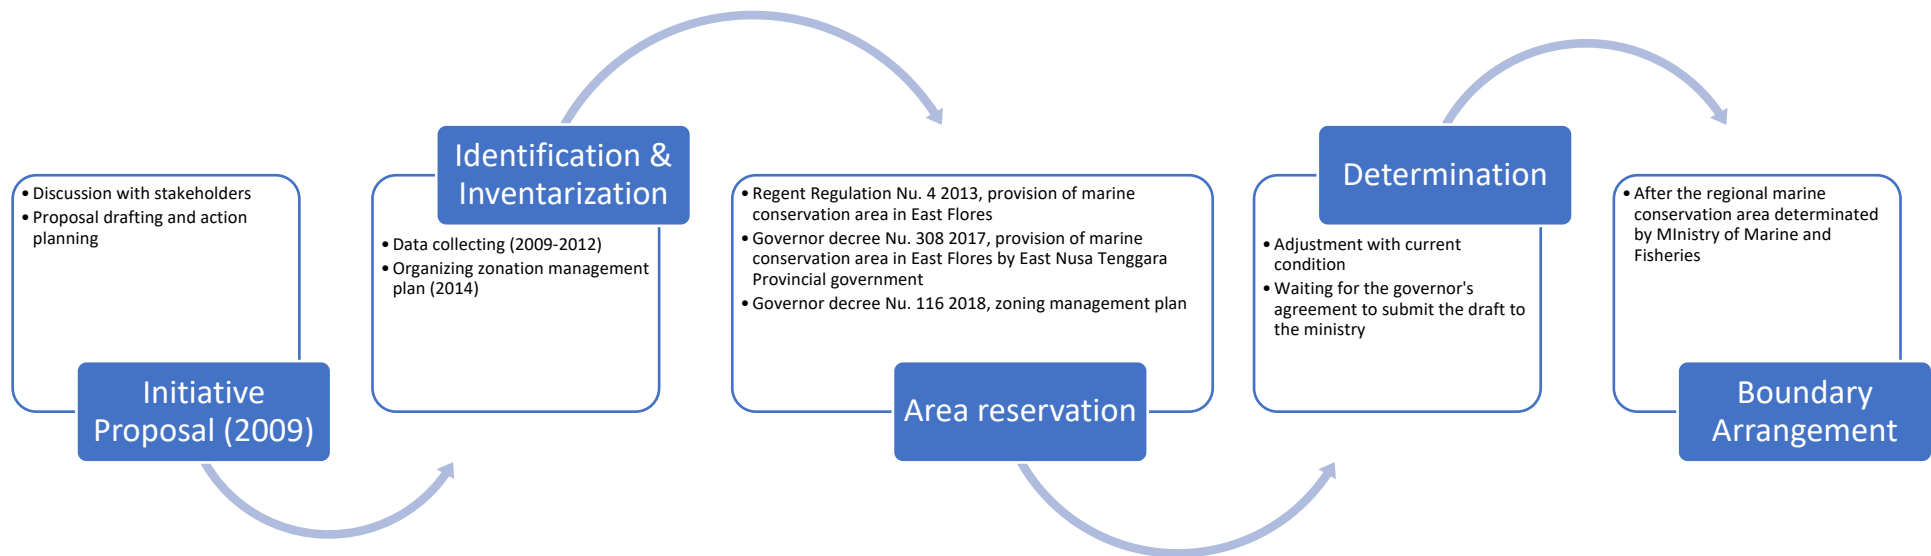 • Discussion with stakeholders
• Proposal drafting and action
planning
Initiative
Proposal (2009)
Identification &
Inventarization
• Data collecting (2009-2012)
• Organizing zonation management
plan (2014)
• Regent Regulation Nu. 4 2013, provision of marine
conservation area in East Flores
• Governor decree Nu. 308 2017, provision of marine
conservation area in East Flores by East Nusa Tenggara
Provincial government
• Governor decree Nu. 116 2018, zoning management plan
Area reservation
Determination
• Adjustment with current
condition
• Waiting for the governor's
agreement to submit the draft to
the ministry
• After the regional marine
conservation area determinated
by MInistry of Marine and
Fisheries
Boundary
Arrangement